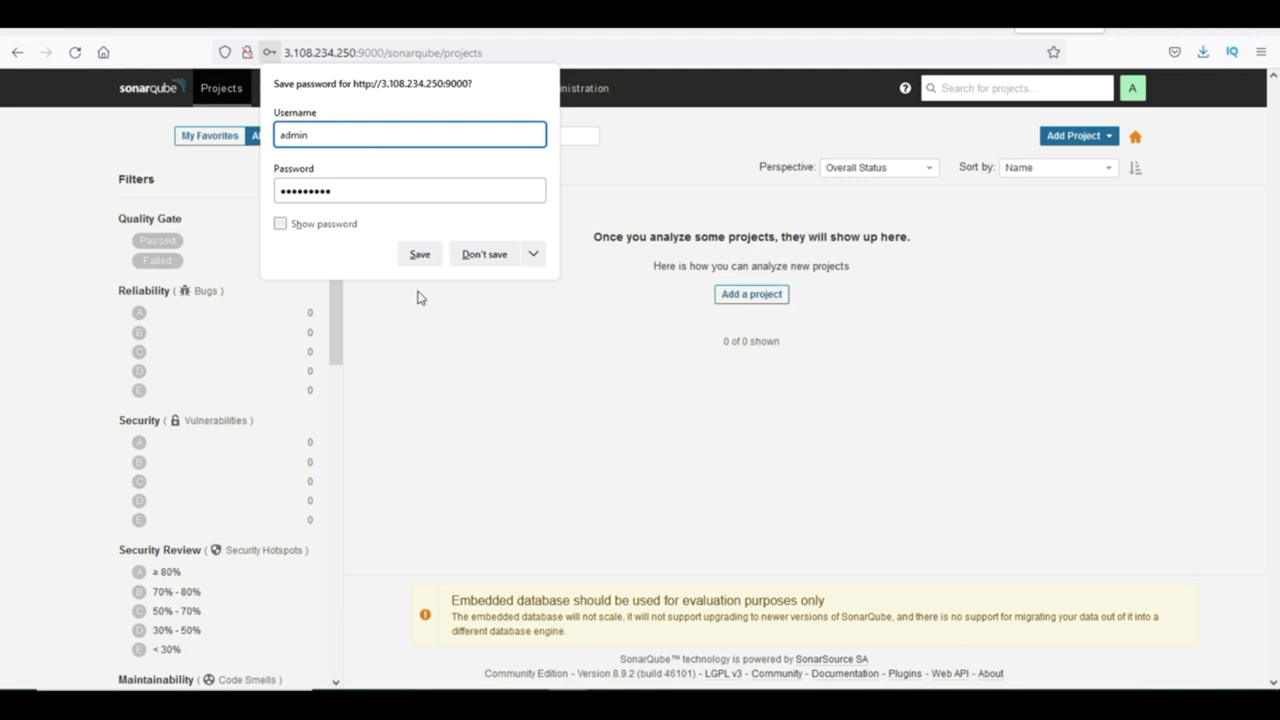 3.108.234.250:9000/sonarqube/projects
IQ
sonarqube
Projects
nistration
Search for projects...
A
Save password for http://3.108.234.250:9000?
Username
admin
Password
•••••••••
Show password
Save
Don't save
My Favorites
Al
Add Project
Perspective:
Overall Status
Sort by:
Name
Filters
Quality Gate
Passed
Failed
Reliability ( Bugs )
A 0
B 0
C 0
D 0
E 0
Security ( Vulnerabilities )
A 0
B 0
C 0
D 0
E 0
Security Review ( Security Hotspots )
A ≥ 80%
B 70% - 80%
C 50% - 70%
D 30% - 50%
E < 30%
Maintainability ( Code Smells )
Once you analyze some projects, they will show up here.
Here is how you can analyze new projects
Add a project
0 of 0 shown
Embedded database should be used for evaluation purposes only
The embedded database will not scale, it will not support upgrading to newer versions of SonarQube, and there is no support for migrating your data out of it into a
different database engine.
SonarQube™ technology is powered by SonarSource SA
Community Edition - Version 8.9.2 (build 46101) - LGPL v3 - Community - Documentation - Plugins - Web API - About